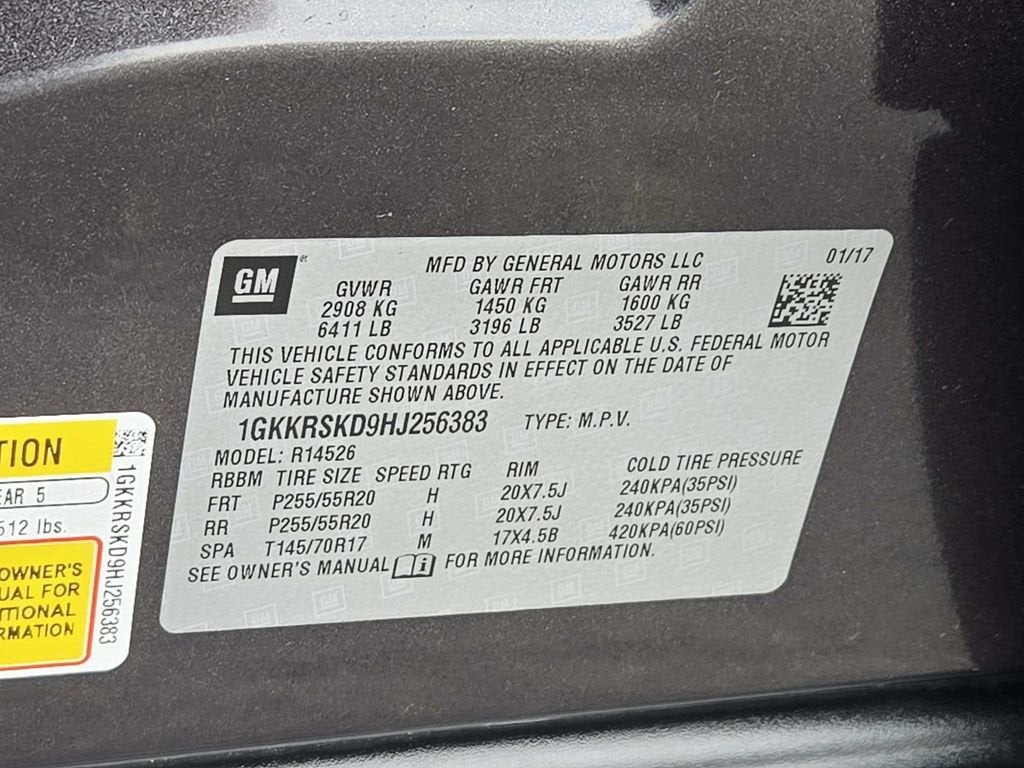 GM
MFD BY GENERAL MOTORS LLC 01/17
GVWR GAWR FRT GAWR RR
2908 KG 1450 KG 1600 KG
6411 LB 3196 LB 3527 LB
THIS VEHICLE CONFORMS TO ALL APPLICABLE U.S. FEDERAL MOTOR
VEHICLE SAFETY STANDARDS IN EFFECT ON THE DATE OF
MANUFACTURE SHOWN ABOVE.
1GKKRSKD9HJ256383 TYPE: M.P.V.
MODEL: R14526
RBBM TIRE SIZE SPEED RTG RIM COLD TIRE PRESSURE
FRT P255/55R20 H 20X7.5J 240KPA(35PSI)
RR P255/55R20 H 20X7.5J 240KPA(35PSI)
SPA T145/70R17 M 17X4.5B 420KPA(60PSI)
SEE OWNER'S MANUAL FOR MORE INFORMATION.
TION
EAR 5
512 lbs.
OWNER'S
UAL FOR
TIONAL
RMATION
1GKKRSKD9HJ256383